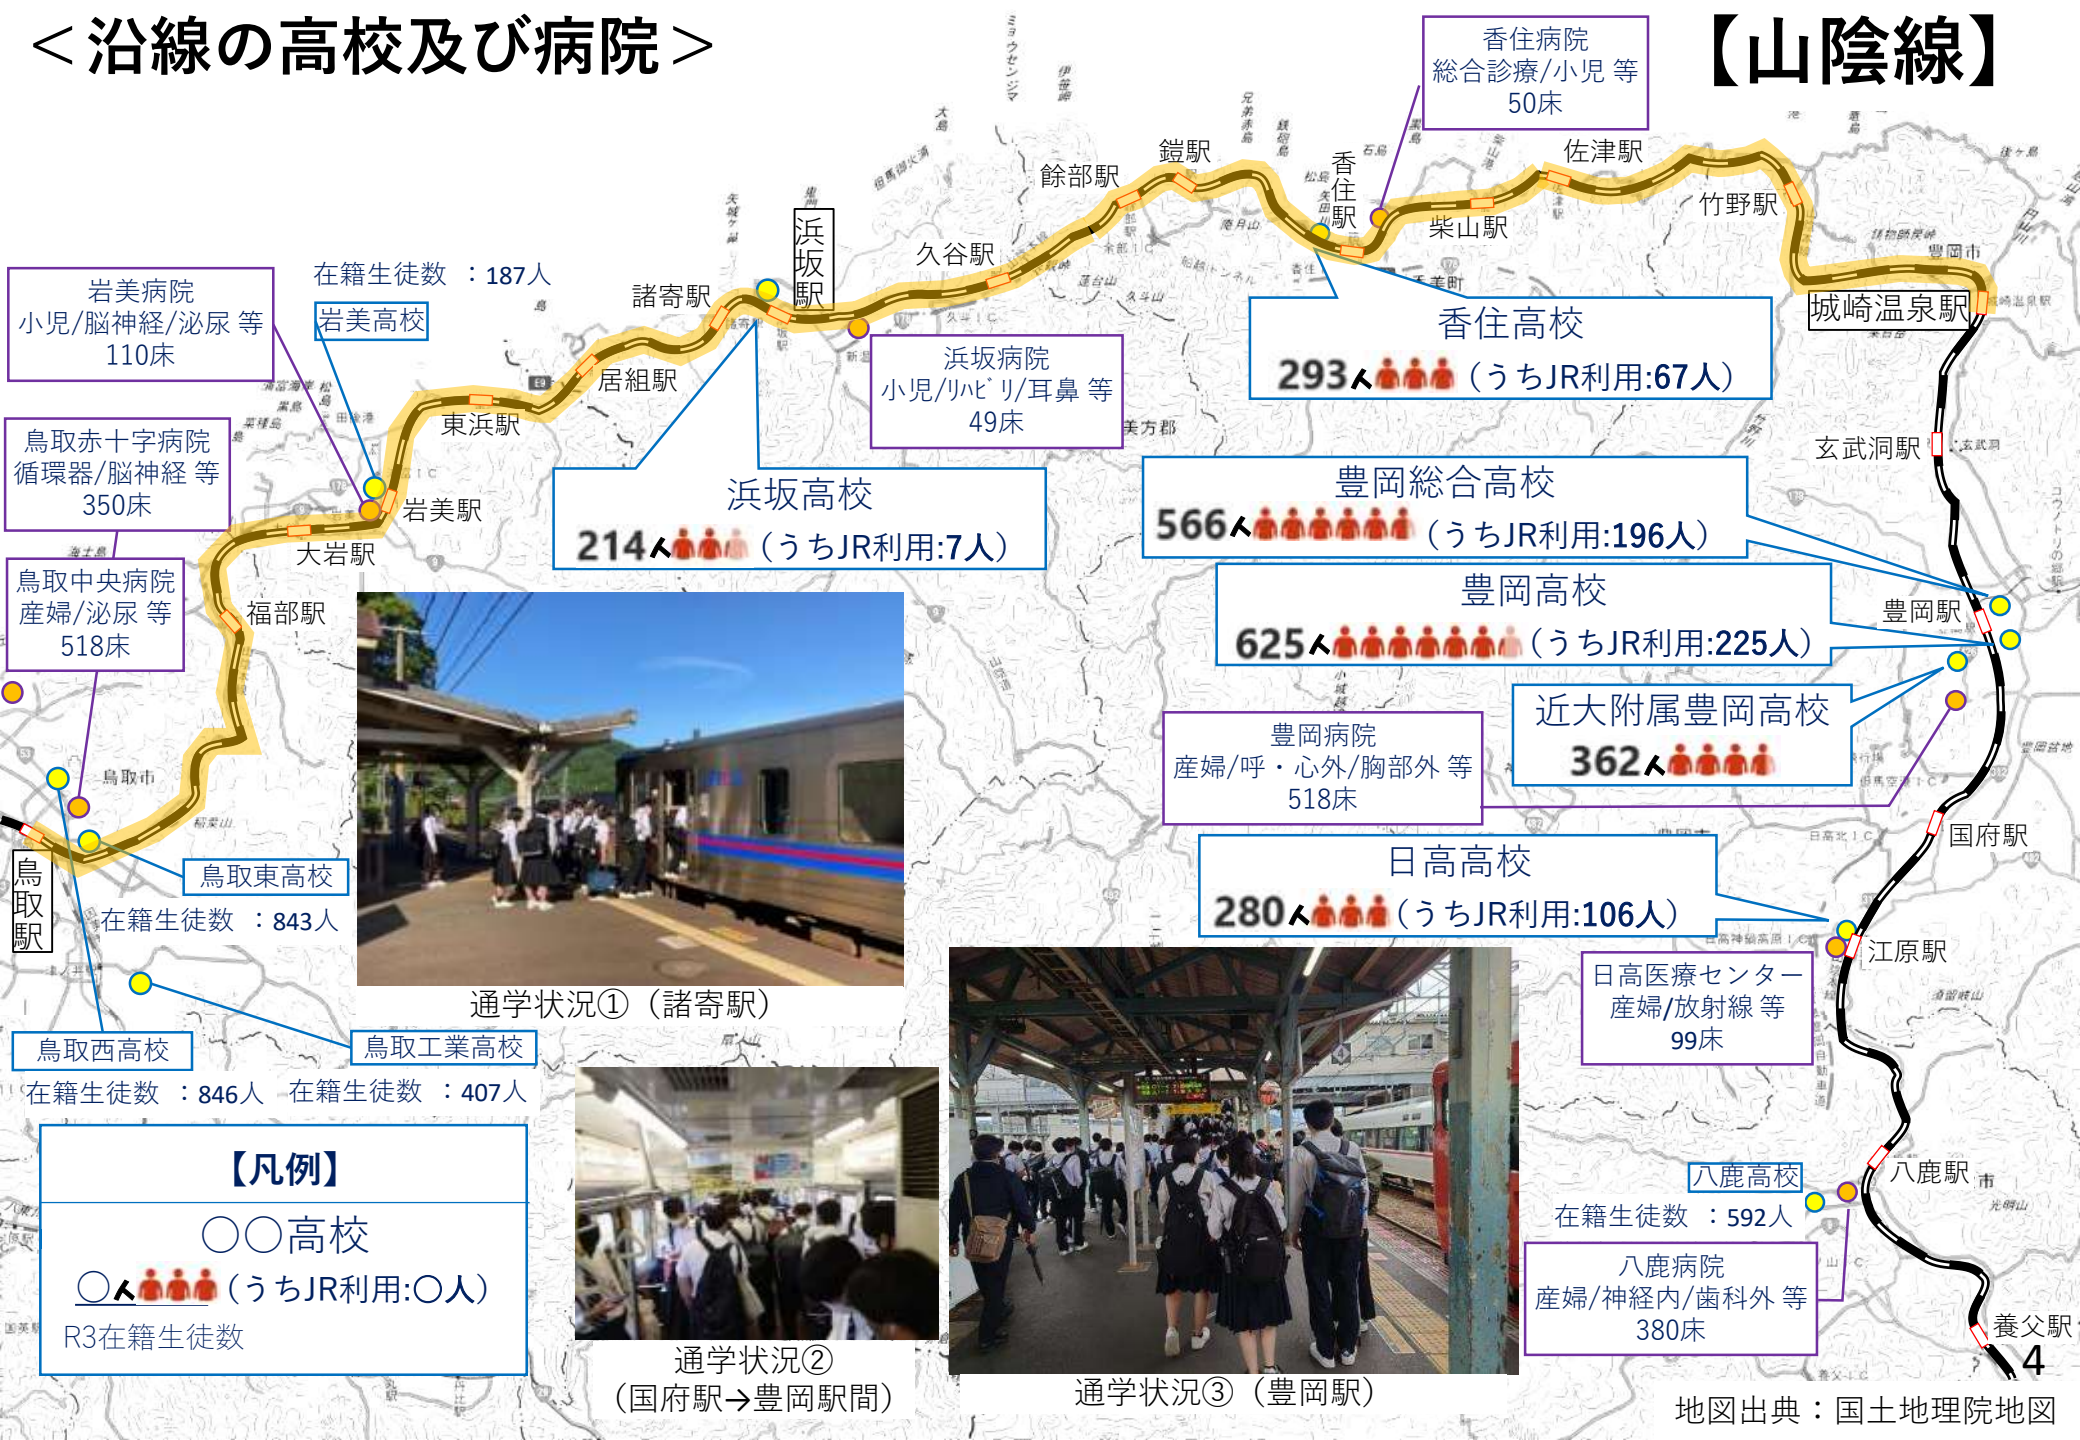 ＜沿線の高校及び病院＞
【山陰線】
香住病院
総合診療/小児 等
50床
岩美病院
小児/脳神経/泌尿 等
110床
在籍生徒数 ：187人
岩美高校
鳥取赤十字病院
循環器/脳神経 等
350床
鳥取中央病院
産婦/泌尿 等
518床
浜坂病院
小児/リハビリ/耳鼻 等
49床
香住高校
293人 （うちJR利用:67人）
浜坂高校
214人 （うちJR利用:7人）
豊岡総合高校
566人 （うちJR利用:196人）
豊岡高校
625人 （うちJR利用:225人）
近大附属豊岡高校
362人
豊岡病院
産婦/呼・心外/胸部外 等
518床
日高高校
280人 （うちJR利用:106人）
日高医療センター
産婦/放射線 等
99床
八鹿高校
在籍生徒数 ：592人
八鹿病院
産婦/神経内/歯科外 等
380床
鳥取東高校
在籍生徒数 ：843人
鳥取西高校
在籍生徒数 ：846人
鳥取工業高校
在籍生徒数 ：407人
鳥取駅
福部駅
大岩駅
岩美駅
東浜駅
居組駅
諸寄駅
浜坂駅
久谷駅
餘部駅
鎧駅
香住駅
柴山駅
佐津駅
竹野駅
城崎温泉駅
玄武洞駅
豊岡駅
国府駅
江原駅
八鹿駅
養父駅
鳥取市
稲葉山
豊岡市
美方郡
香美町
通学状況①（諸寄駅）
通学状況②
（国府駅→豊岡駅間）
通学状況③（豊岡駅）
【凡例】
○○高校
○人 （うちJR利用:○人）
R3在籍生徒数
4
地図出典：国土地理院地図